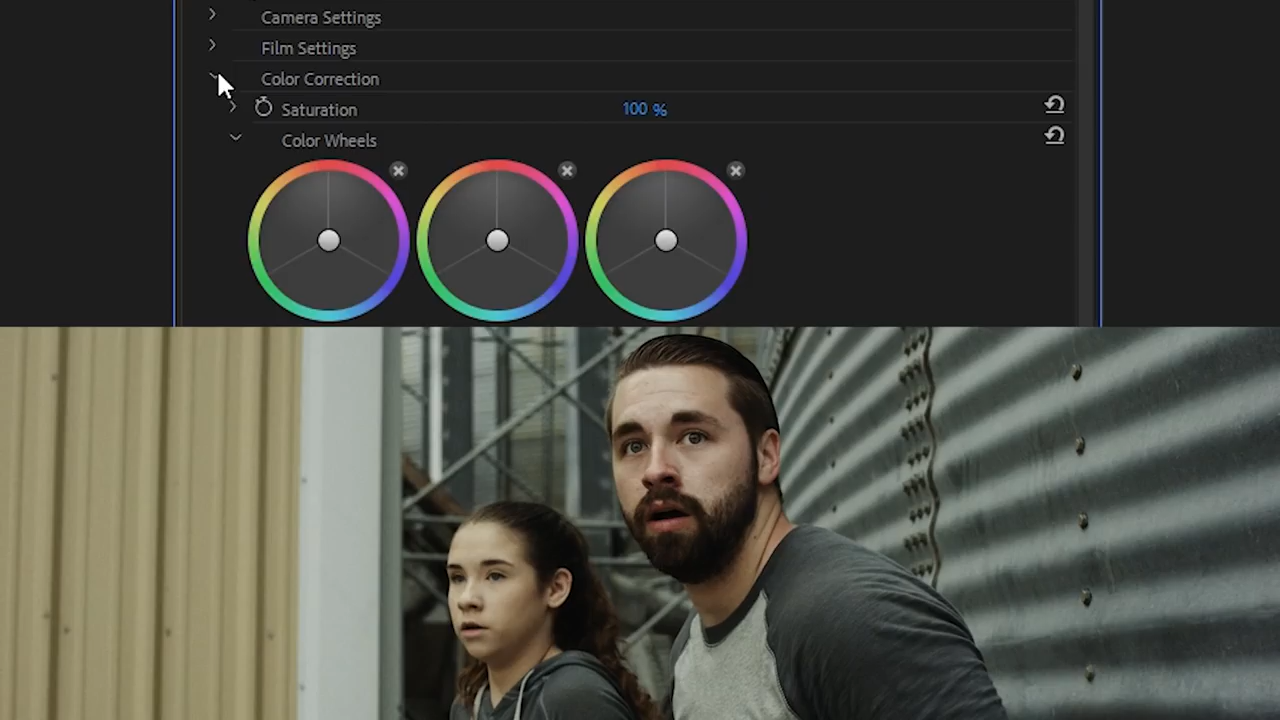 Camera Settings
Film Settings
Color Correction
Saturation 100 %
Color Wheels